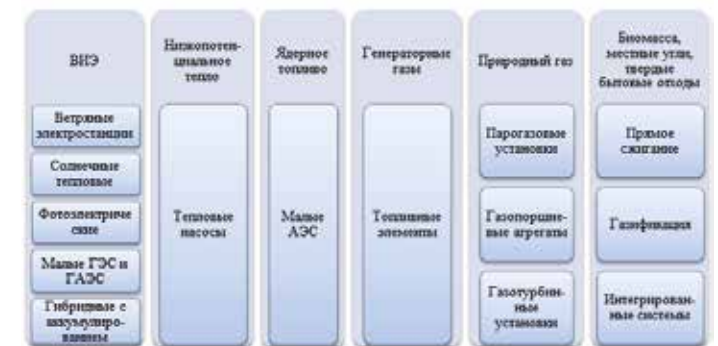 ВИЭ
Ветряные
электростанции
Солнечные
тепловые
Фотоэлектриче
ские
Малые ГЭС и
ГАЭС
Гибридные с
аккумулиро-
ванием
Низкопотен-
циальное
тепло
Тепловые
насосы
Ядерное
топливо
Малые
АЭС
Генераторные
газы
Топливные
элементы
Природный газ
Парогазовые
установки
Газопоршне-
вые агрегаты
Газотурбин-
ные
установки
Биомасса,
местные угли,
твердые
бытовые отходы
Прямое
сжигание
Газификация
Интегрирован-
ные системы